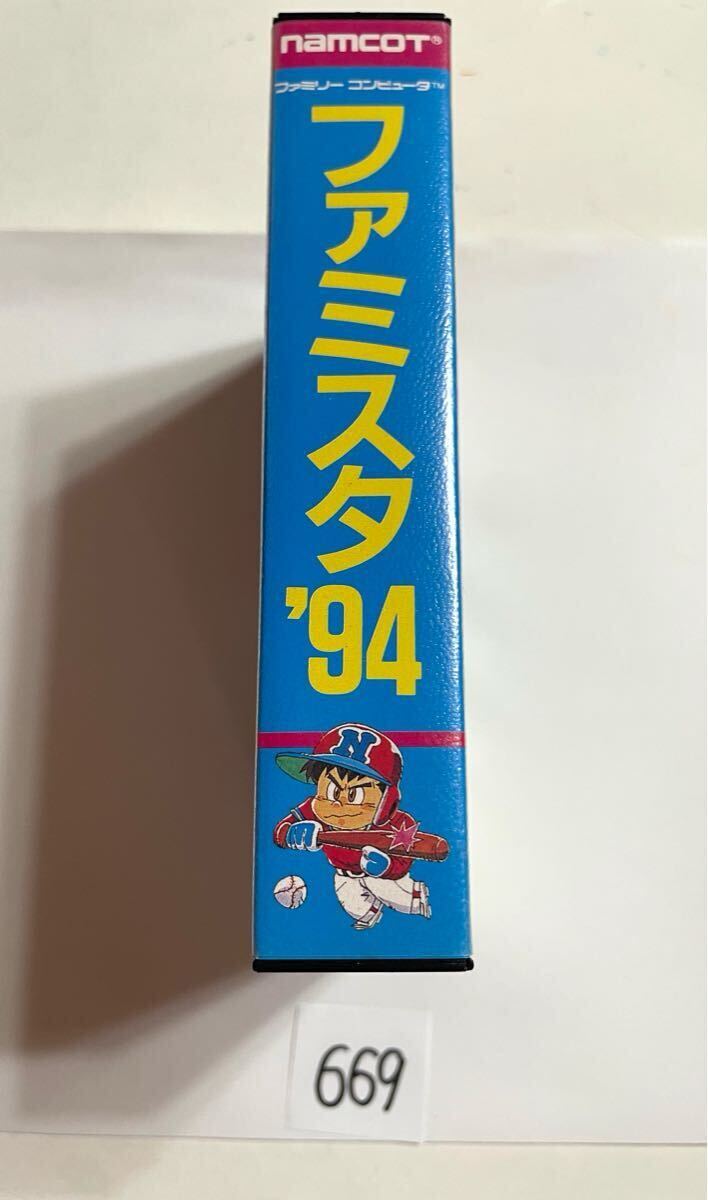 namcot®
ファミリー コンピュータ™
ファミスタ
'94
N
669